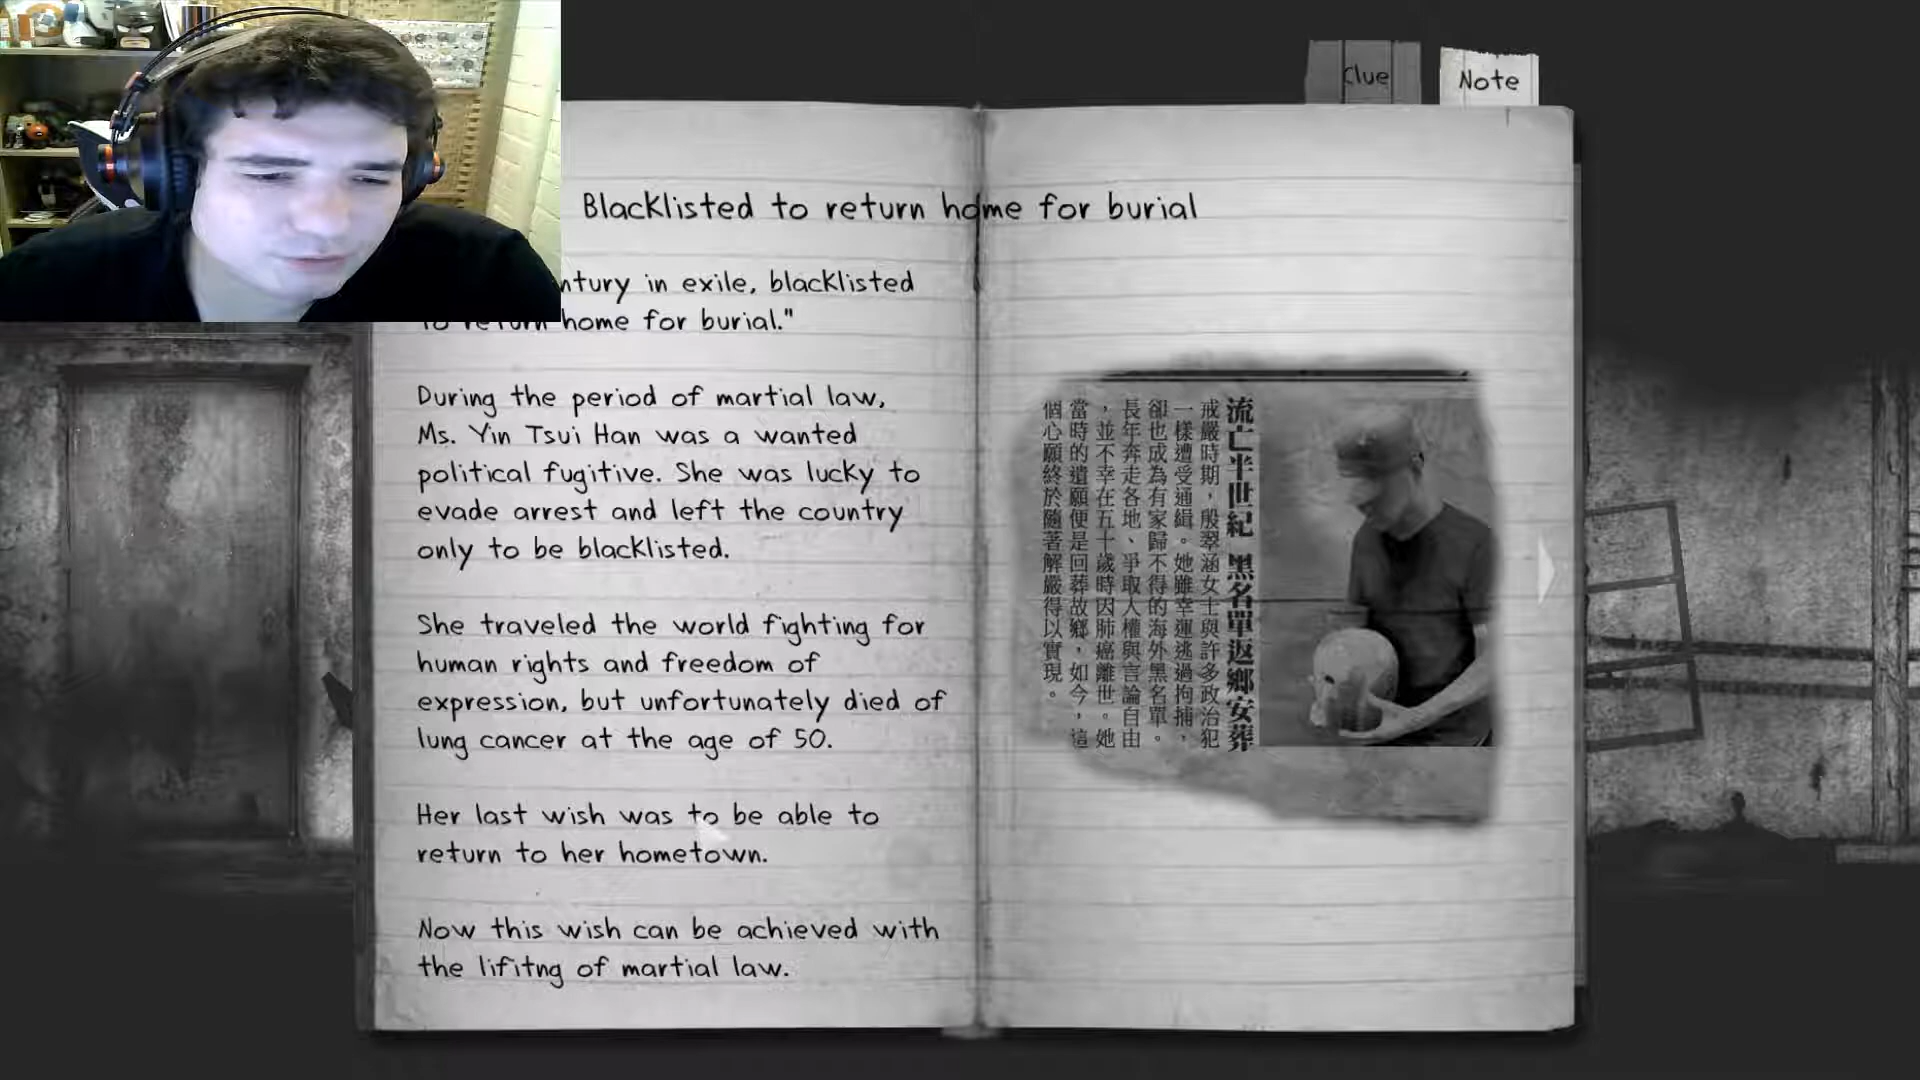 Clue
Note
Blacklisted to return home for burial
ntury in exile, blacklisted
to return home for burial."
During the period of martial law,
Ms. Yin Tsui Han was a wanted
political fugitive. She was lucky to
evade arrest and left the country
only to be blacklisted.
She traveled the world fighting for
human rights and freedom of
expression, but unfortunately died of
lung cancer at the age of 50.
Her last wish was to be able to
return to her hometown.
Now this wish can be achieved with
the lifitng of martial law.
流亡半世紀 黑名單返鄉安葬
戒嚴時期，殷翠涵女士與許多政治犯
一樣遭受通緝。她雖幸運逃過拘捕，
卻也成為有家歸不得的海外黑名單。
長年奔走各地、爭取人權與言論自由
，並不幸在五十歲時因肺癌離世。她
當時的遺願便是回葬故鄉，如今，這
個心願終於隨著解嚴得以實現。